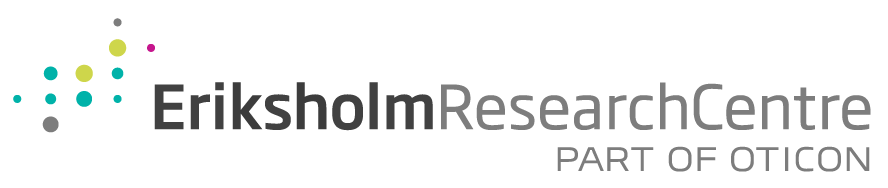 EriksholmResearchCentre
PART OF OTICON